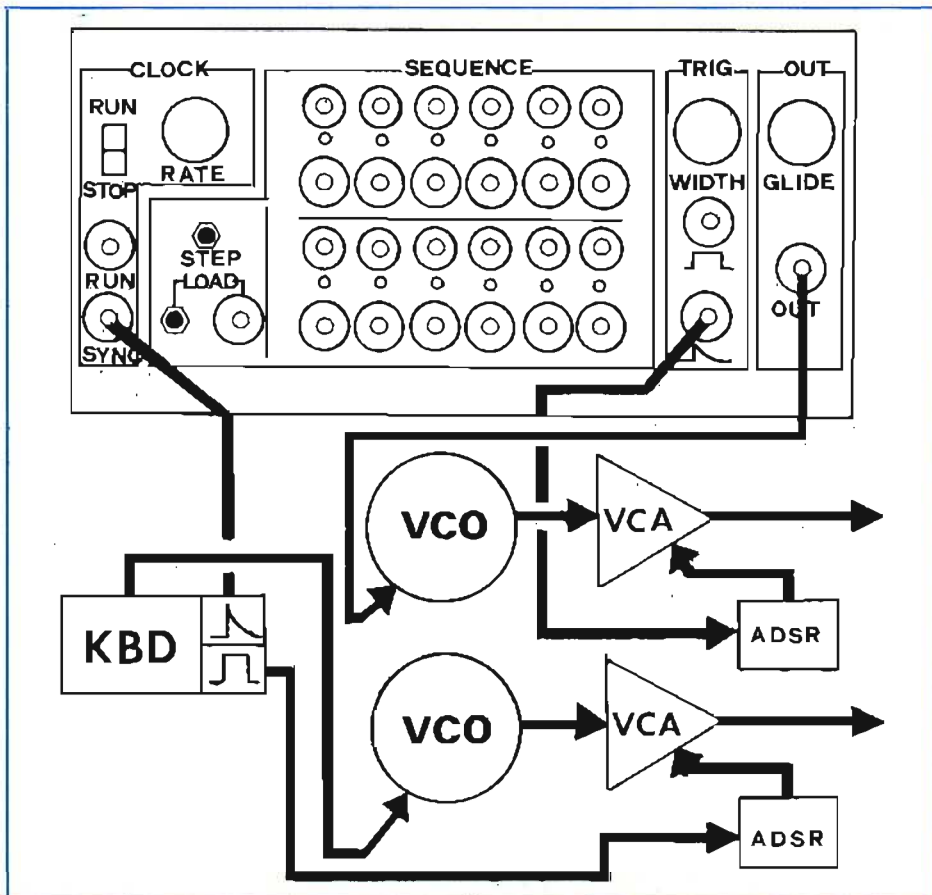 CLOCK
RUN
STOP
RATE
RUN
SYNC
STEP
LOAD
SEQUENCE
TRIG
WIDTH
OUT
GLIDE
OUT
VCO
VCA
ADSR
KBD
VCO
VCA
ADSR